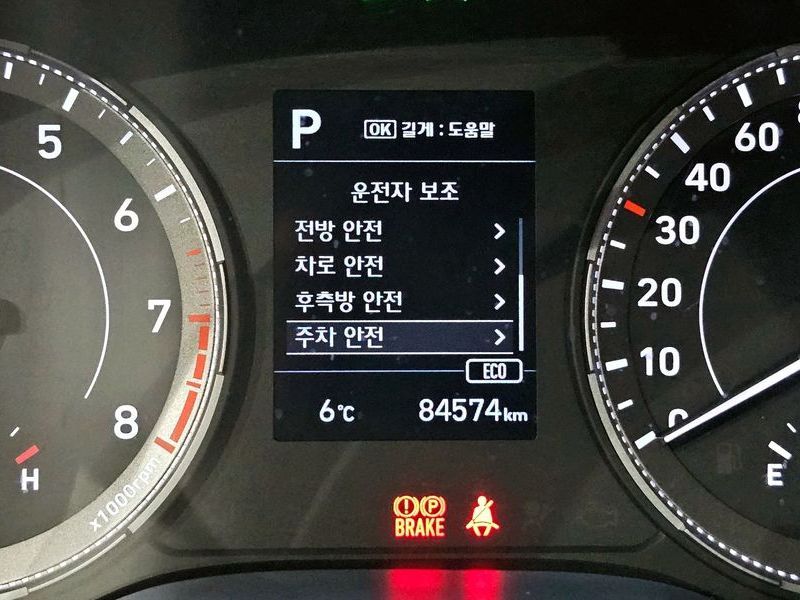 P OK 길게 : 도움말
운전자 보조
전방 안전
차로 안전
후측방 안전
주차 안전
ECO
6℃ 84574km
5
6
7
8
x1000rpm
H
60
40
30
20
10
0
E
(!) (P)
BRAKE